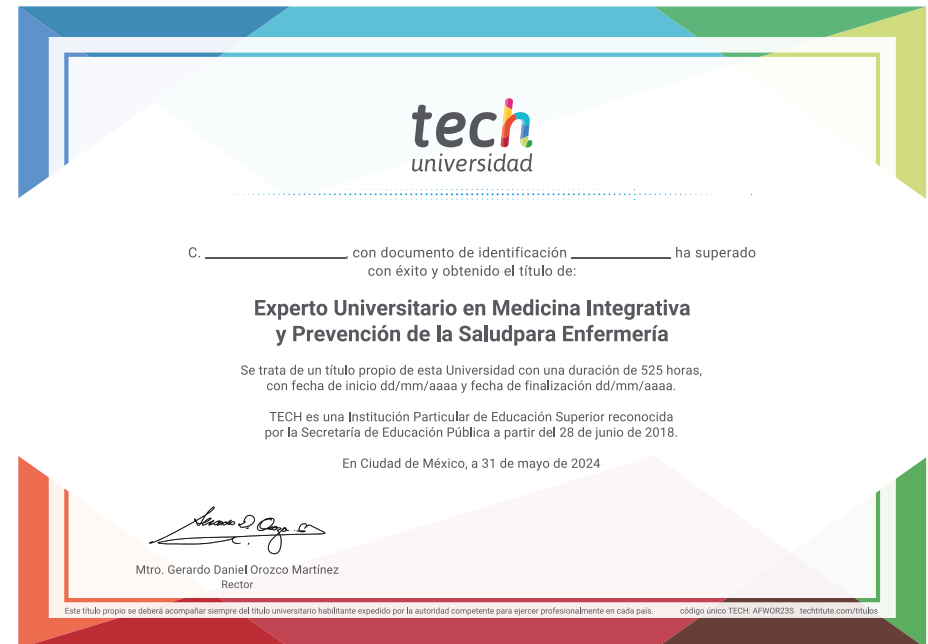 tech
universidad
C. ________________, con documento de identificación ____________ ha superado
con éxito y obtenido el título de:
Experto Universitario en Medicina Integrativa
y Prevención de la Saludpara Enfermería
Se trata de un título propio de esta Universidad con una duración de 525 horas,
con fecha de inicio dd/mm/aaaa y fecha de finalización dd/mm/aaaa.
TECH es una Institución Particular de Educación Superior reconocida
por la Secretaría de Educación Pública a partir del 28 de junio de 2018.
En Ciudad de México, a 31 de mayo de 2024
Mtro. Gerardo Daniel Orozco Martínez
Rector
Este título propio se deberá acompañar siempre del título universitario habilitante expedido por la autoridad competente para ejercer profesionalmente en cada país. código único TECH: AFWOR23S techtitute.com/titulos